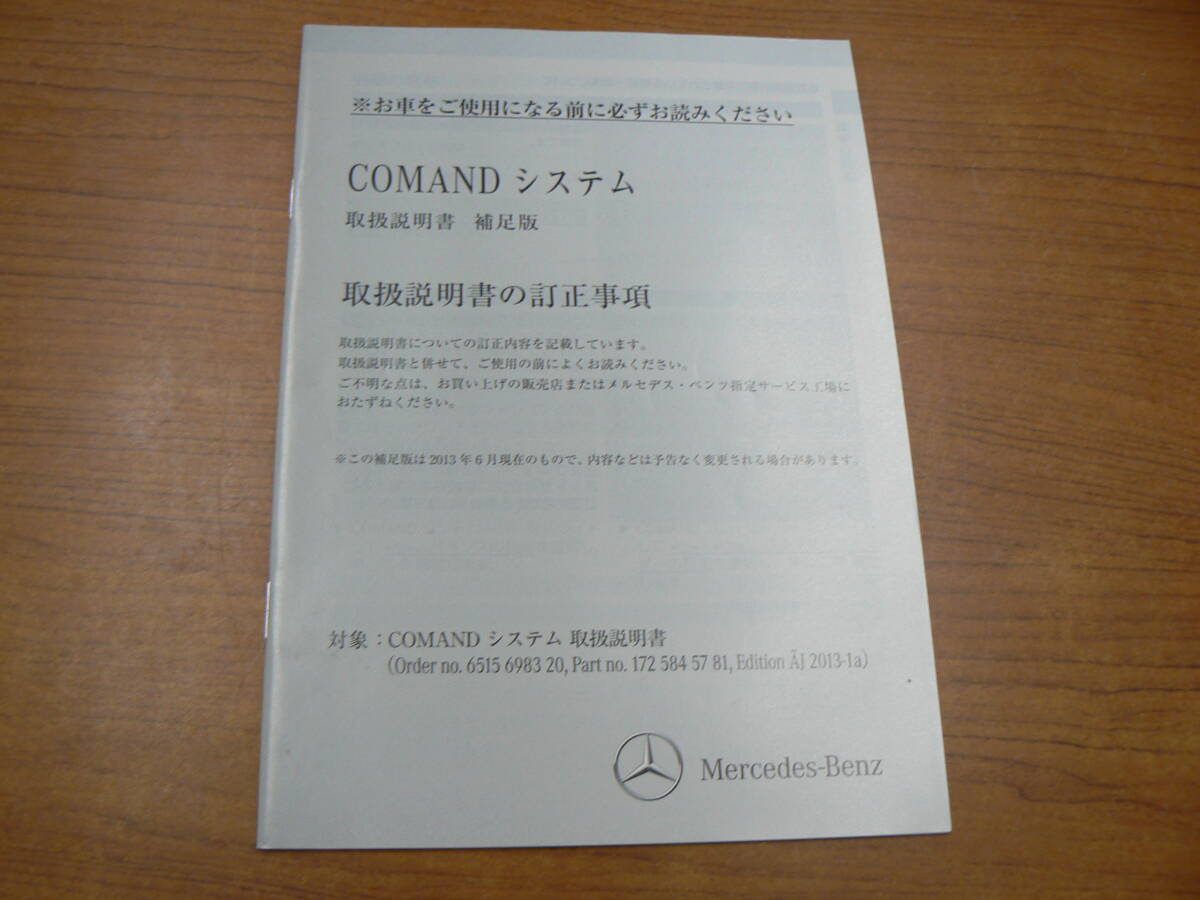 ※お車をご使用になる前に必ずお読みください
COMAND システム
取扱説明書 補足版
取扱説明書の訂正事項
取扱説明書についての訂正内容を記載しています。
取扱説明書と併せて、ご使用の前によくお読みください。
ご不明な点は、お買い上げの販売店またはメルセデス・ベンツ指定サービス工場に
おたずねください。
※この補足版は 2013 年 6 月現在のもので、内容などは予告なく変更される場合があります。
対象：COMAND システム 取扱説明書
（Order no. 6515 6983 20, Part no. 172 584 57 81, Edition ÄJ 2013-1a）
Mercedes-Benz